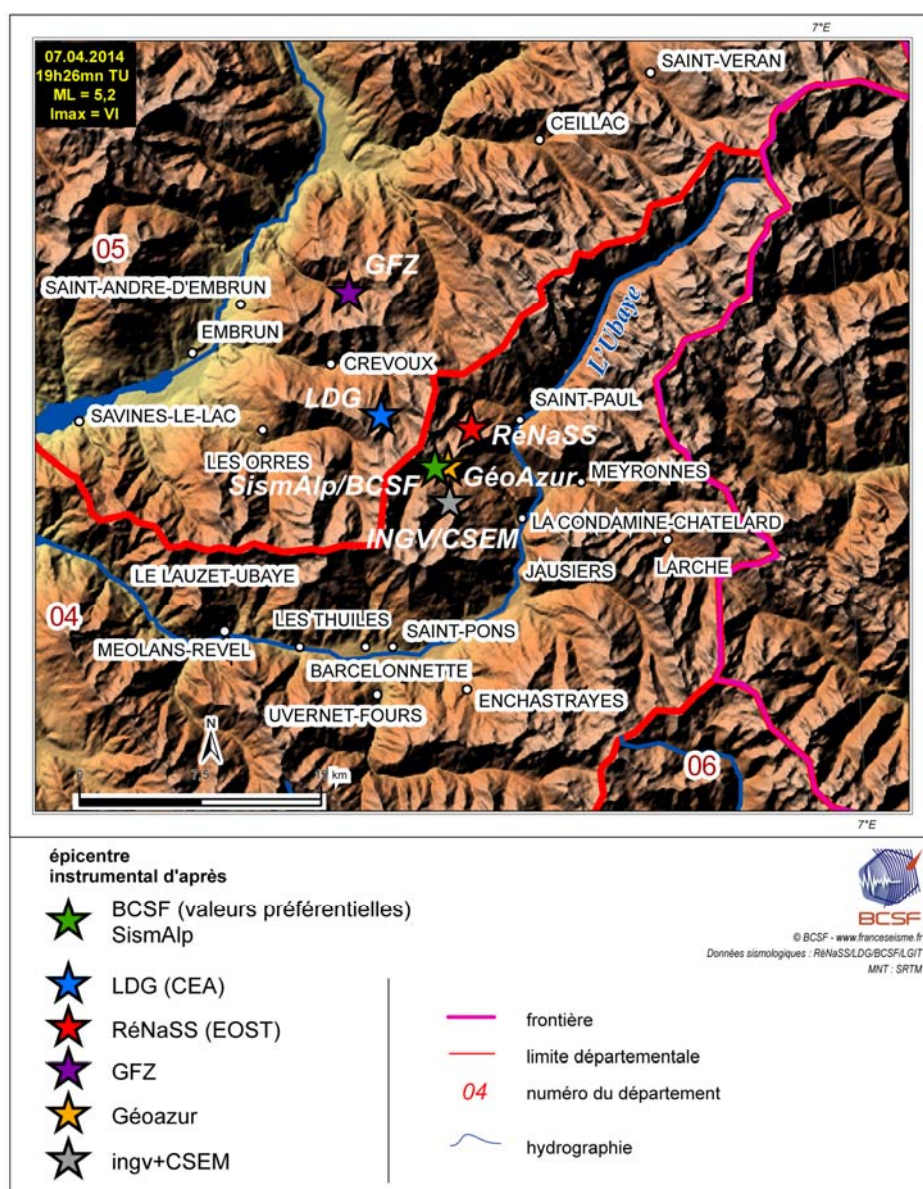 7°E
07.04.2014
19h26mn TU
ML = 5,2
Imax = VI
SAINT-VERAN
CEILLAC
05
GFZ
SAINT-ANDRE-D'EMBRUN
EMBRUN
CREVOUX
L'Ubaye
LDG
SAINT-PAUL
SAVINES-LE-LAC
RéNaSS
LES ORRES
MEYRONNES
SismAlp/BCSF
GéoAzur
LA CONDAMINE-CHATELARD
INGV/CSEM
LE LAUZET-UBAYE
JAUSIERS
LARCHE
04
LES THUILES
SAINT-PONS
MEOLANS-REVEL
BARCELONNETTE
ENCHASTRAYES
UVERNET-FOURS
N
06
0 7.5 15 km
7°E
épicentre
instrumental d'après
BCSF (valeurs préférentielles)
SismAlp
LDG (CEA)
RéNaSS (EOST)
GFZ
Géoazur
ingv+CSEM
BCSF
© BCSF - www.franceseisme.fr
Données sismologiques : RéNaSS/LDG/BCSF/LGIT
MNT : SRTM
frontière
limite départementale
04 numéro du département
hydrographie